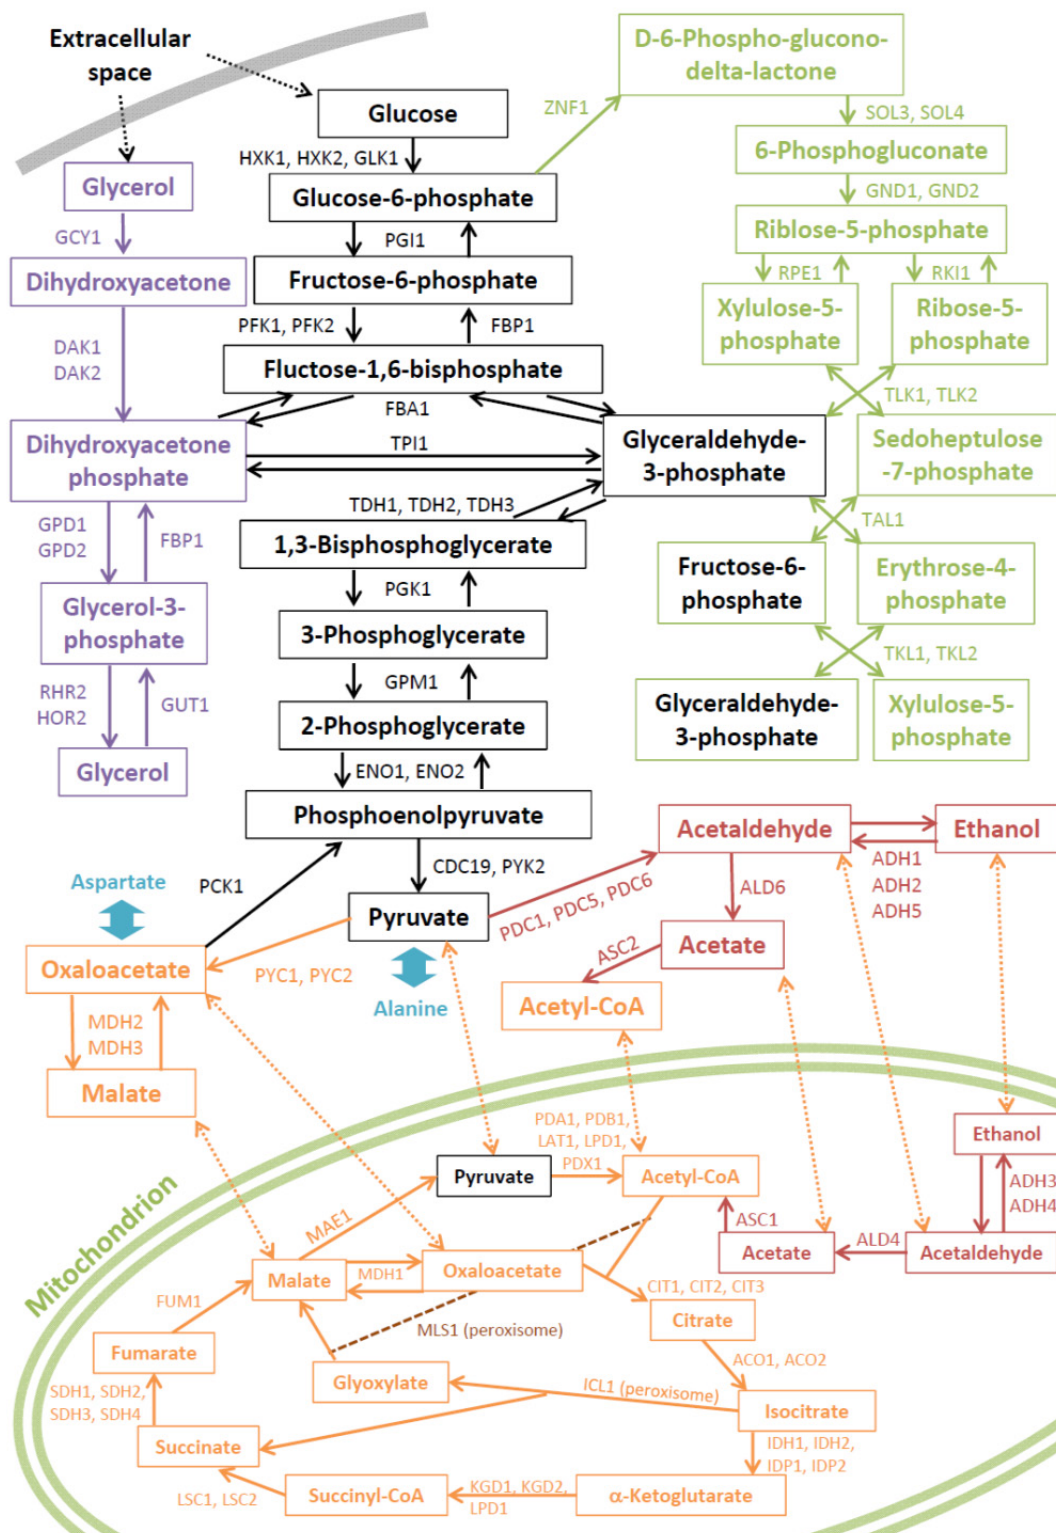 Extracellular
space
D-6-Phospho-glucono-
delta-lactone
ZNF1
Glucose
SOL3, SOL4
HXK1, HXK2, GLK1
6-Phosphogluconate
Glycerol
Glucose-6-phosphate
GND1, GND2
GCY1
PGI1
Riblose-5-phosphate
Dihydroxyacetone
Fructose-6-phosphate
RPE1
RKI1
PFK1, PFK2
FBP1
Xylulose-5-
phosphate
Ribose-5-
phosphate
DAK1
DAK2
Fluctose-1,6-bisphosphate
TLK1, TLK2
FBA1
Dihydroxyacetone
phosphate
TPI1
Glyceraldehyde-
3-phosphate
Sedoheptulose
-7-phosphate
TDH1, TDH2, TDH3
GPD1
GPD2
FBP1
TAL1
1,3-Bisphosphoglycerate
Fructose-6-
phosphate
Erythrose-4-
phosphate
PGK1
Glycerol-3-
phosphate
3-Phosphoglycerate
TKL1, TKL2
RHR2
HOR2
GUT1
GPM1
Glyceraldehyde-
3-phosphate
Xylulose-5-
phosphate
2-Phosphoglycerate
Glycerol
ENO1, ENO2
Phosphoenolpyruvate
Acetaldehyde
Ethanol
ADH1
ADH2
ADH5
PCK1
CDC19, PYK2
ALD6
Aspartate
PDC1, PDC5, PDC6
Pyruvate
Acetate
ASC2
Oxaloacetate
PYC1, PYC2
Alanine
Acetyl-CoA
MDH2
MDH3
Malate
Mitochondrion
PDA1, PDB1,
LAT1, LPD1,
PDX1
Ethanol
Pyruvate
Acetyl-CoA
ADH3
ADH4
MAE1
ASC1
ALD4
Acetate
Acetaldehyde
Malate
MDH1
Oxaloacetate
CIT1, CIT2, CIT3
FUM1
Citrate
MLS1 (peroxisome)
Fumarate
ACO1, ACO2
Glyoxylate
ICL1 (peroxisome)
SDH1, SDH2,
SDH3, SDH4
Isocitrate
Succinate
IDH1, IDH2,
IDP1, IDP2
LSC1, LSC2
Succinyl-CoA
KGD1, KGD2,
LPD1
α-Ketoglutarate